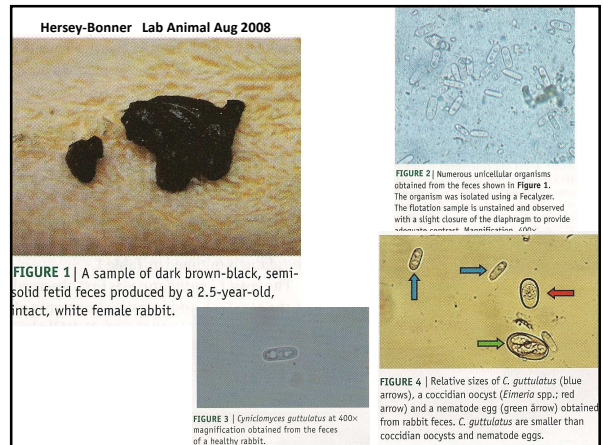 Hersey-Bonner Lab Animal Aug 2008
FIGURE 1 | A sample of dark brown-black, semi-
solid fetid feces produced by a 2.5-year-old,
intact, white female rabbit.
FIGURE 2 | Numerous unicellular organisms
obtained from the feces shown in Figure 1.
The organism was isolated using a Fecalyzer.
The flotation sample is unstained and observed
with a slight closure of the diaphragm to provide
adequate contrast. Magnification, 400×
FIGURE 3 | Cyniclomyces guttulatus at 400×
magnification obtained from the feces
of a healthy rabbit.
FIGURE 4 | Relative sizes of C. guttulatus (blue
arrows), a coccidian oocyst (Eimeria spp.; red
arrow) and a nematode egg (green arrow) obtained
from rabbit feces. C. guttulatus are smaller than
coccidian oocysts and nematode eggs.